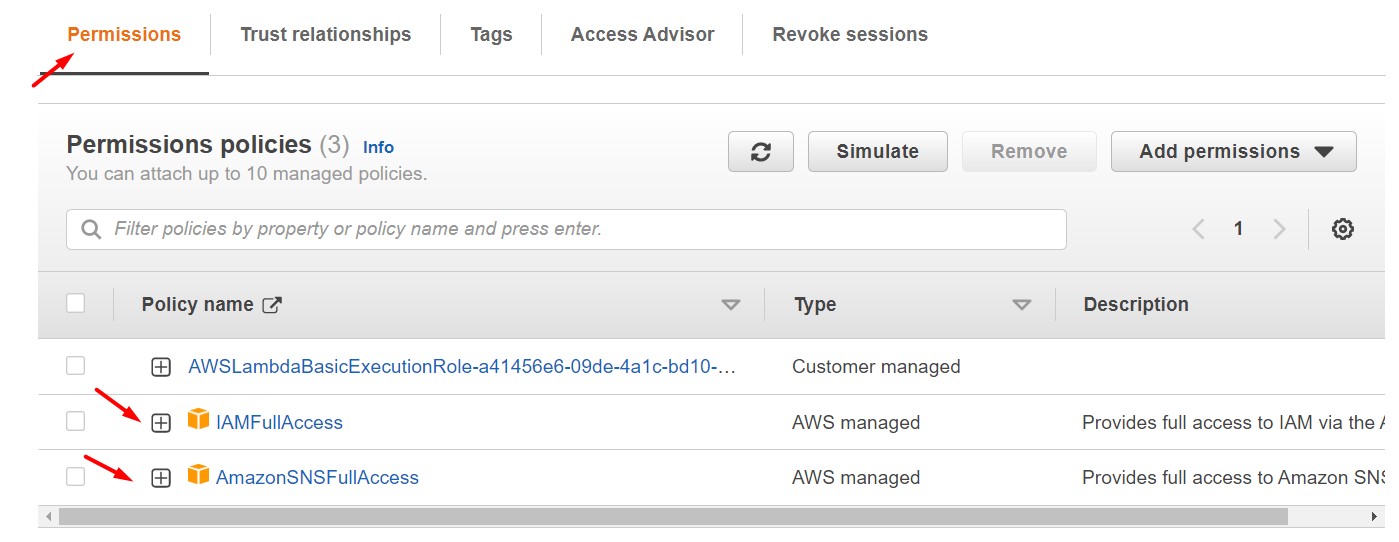 Permissions Trust relationships Tags Access Advisor Revoke sessions
Permissions policies (3) Info
You can attach up to 10 managed policies.
Simulate Remove Add permissions
Filter policies by property or policy name and press enter.
1
Policy name Type Description
AWSLambdaBasicExecutionRole-a41456e6-09de-4a1c-bd10-... Customer managed
IAMFullAccess AWS managed Provides full access to IAM via the A
AmazonSNSFullAccess AWS managed Provides full access to Amazon SNS